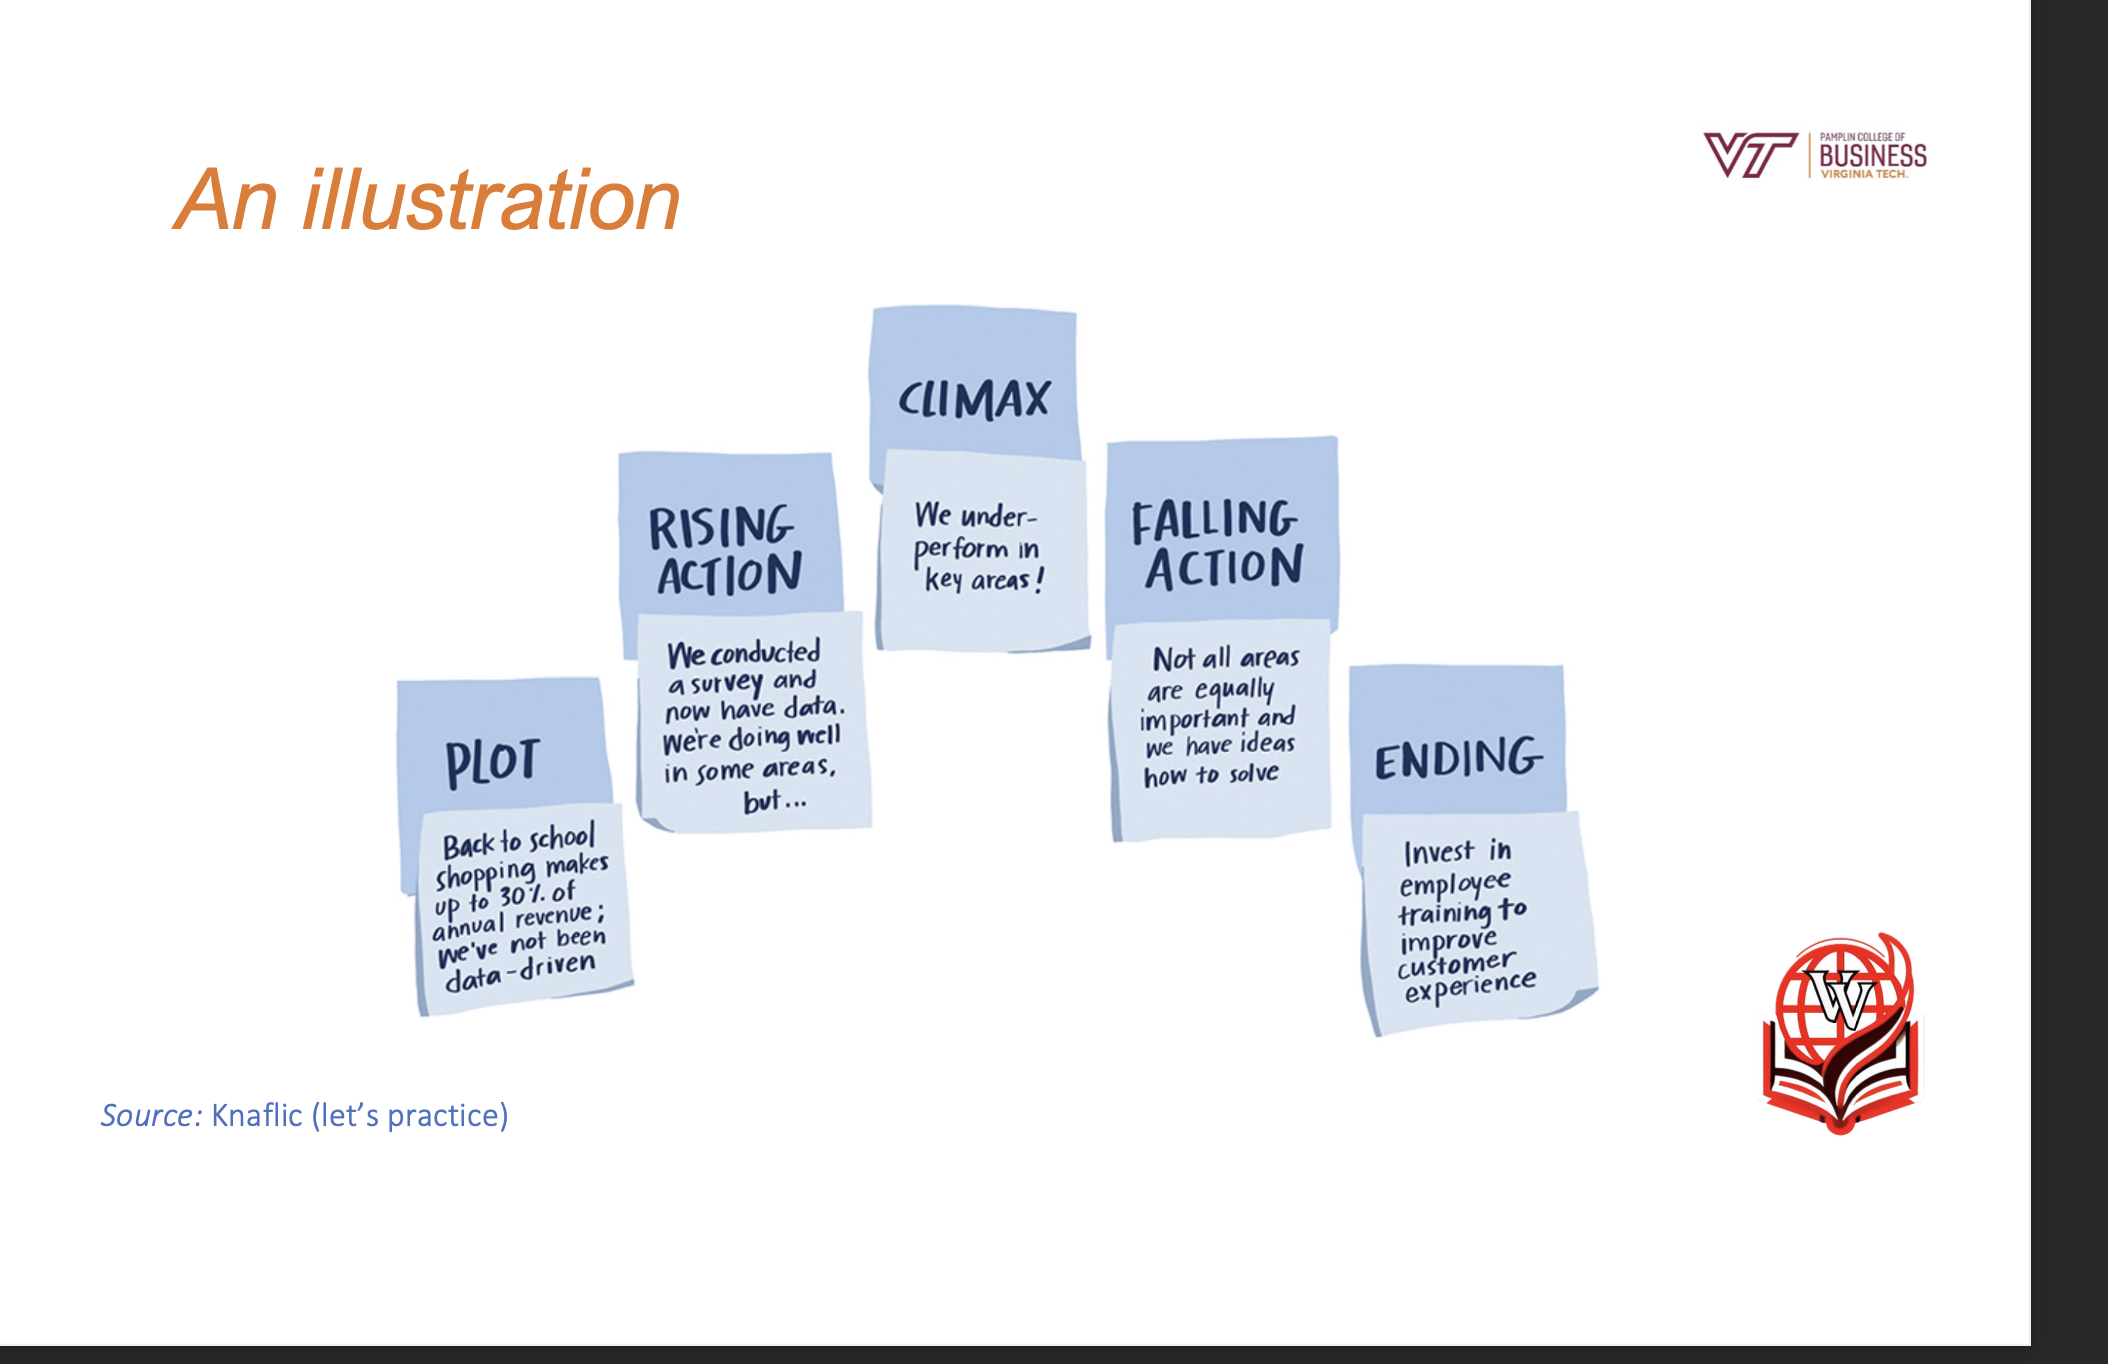 An illustration
VT
PAMPLIN COLLEGE OF
BUSINESS
VIRGINIA TECH.
PLOT
Back to school
shopping makes
up to 30% of
annual revenue;
we've not been
data-driven
RISING
ACTION
We conducted
a survey and
now have data.
We're doing well
in some areas,
but...
CLIMAX
We under-
perform in
key areas!
FALLING
ACTION
Not all areas
are equally
important and
we have ideas
how to solve
ENDING
Invest in
employee
training to
improve
customer
experience
W
Source: Knaflic (let's practice)